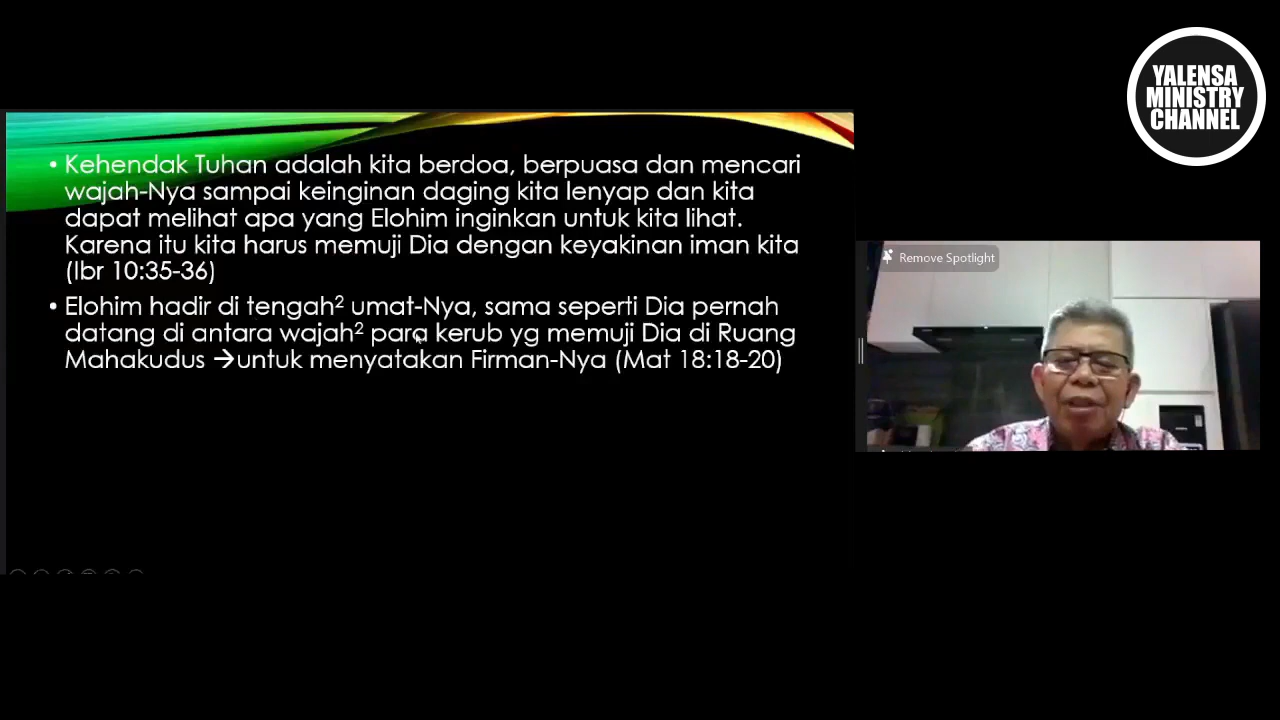 YALENSA
MINISTRY
CHANNEL
• Kehendak Tuhan adalah kita berdoa, berpuasa dan mencari
wajah-Nya sampai keinginan daging kita lenyap dan kita
dapat melihat apa yang Elohim inginkan untuk kita lihat.
Karena itu kita harus memuji Dia dengan keyakinan iman kita
(Ibr 10:35-36)
• Elohim hadir di tengah² umat-Nya, sama seperti Dia pernah
datang di antara wajah² para kerub yg memuji Dia di Ruang
Mahakudus →untuk menyatakan Firman-Nya (Mat 18:18-20)
Remove Spotlight